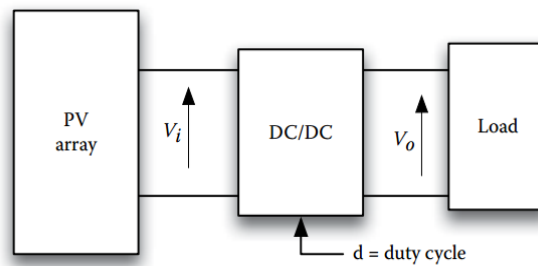 PV
array
Vi
DC/DC
Vo
Load
d = duty cycle